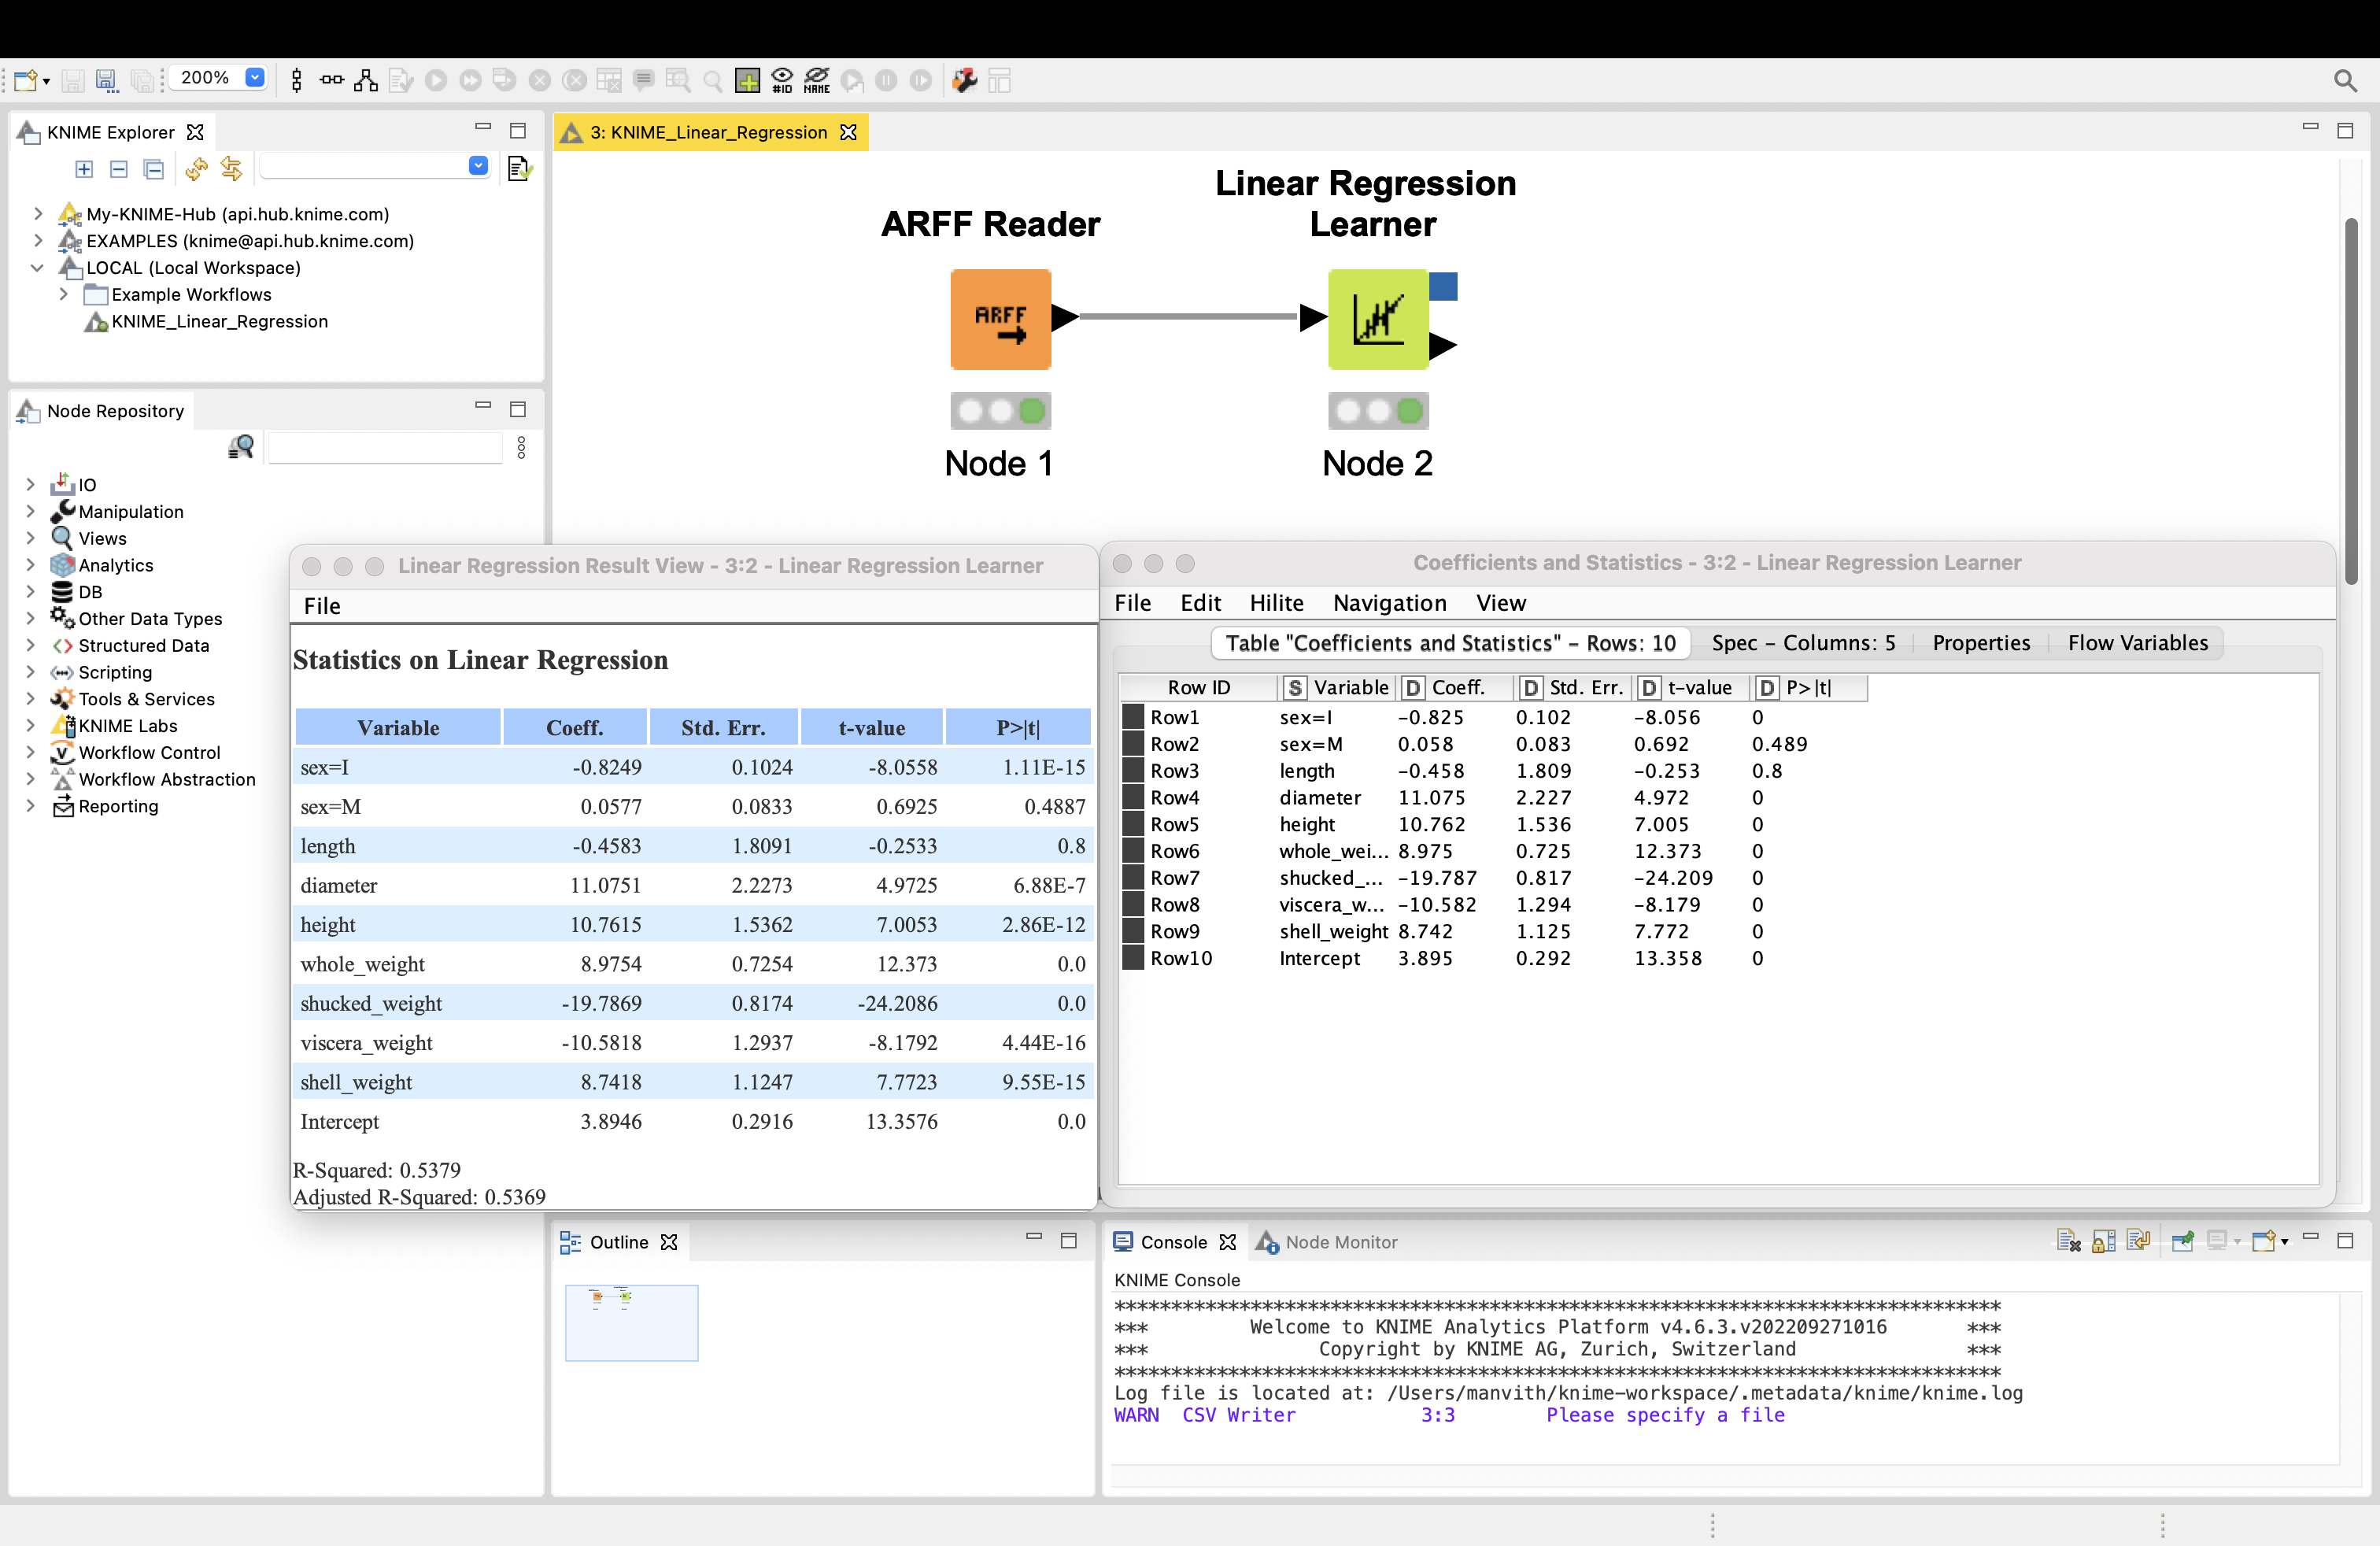 200%
#ID
NAME
KNIME Explorer
My-KNIME-Hub (api.hub.knime.com)
EXAMPLES (knime@api.hub.knime.com)
LOCAL (Local Workspace)
Example Workflows
KNIME_Linear_Regression
Node Repository
IO
Manipulation
Views
Analytics
DB
Other Data Types
Structured Data
Scripting
Tools & Services
KNIME Labs
Workflow Control
Workflow Abstraction
Reporting
3: KNIME_Linear_Regression
ARFF Reader
ARFF
Node 1
Linear Regression
Learner
Node 2
Linear Regression Result View - 3:2 - Linear Regression Learner
File
Statistics on Linear Regression
Variable Coeff. Std. Err. t-value P>|t|
sex=I -0.8249 0.1024 -8.0558 1.11E-15
sex=M 0.0577 0.0833 0.6925 0.4887
length -0.4583 1.8091 -0.2533 0.8
diameter 11.0751 2.2273 4.9725 6.88E-7
height 10.7615 1.5362 7.0053 2.86E-12
whole_weight 8.9754 0.7254 12.373 0.0
shucked_weight -19.7869 0.8174 -24.2086 0.0
viscera_weight -10.5818 1.2937 -8.1792 4.44E-16
shell_weight 8.7418 1.1247 7.7723 9.55E-15
Intercept 3.8946 0.2916 13.3576 0.0
R-Squared: 0.5379
Adjusted R-Squared: 0.5369
Coefficients and Statistics - 3:2 - Linear Regression Learner
File Edit Hilite Navigation View
Table "Coefficients and Statistics" - Rows: 10 Spec - Columns: 5 Properties Flow Variables
Row ID S Variable D Coeff. D Std. Err. D t-value D P>|t|
Row1 sex=I -0.825 0.102 -8.056 0
Row2 sex=M 0.058 0.083 0.692 0.489
Row3 length -0.458 1.809 -0.253 0.8
Row4 diameter 11.075 2.227 4.972 0
Row5 height 10.762 1.536 7.005 0
Row6 whole_wei... 8.975 0.725 12.373 0
Row7 shucked_... -19.787 0.817 -24.209 0
Row8 viscera_w... -10.582 1.294 -8.179 0
Row9 shell_weight 8.742 1.125 7.772 0
Row10 Intercept 3.895 0.292 13.358 0
Outline
Console Node Monitor
KNIME Console
******************************************************************************
*** Welcome to KNIME Analytics Platform v4.6.3.v202209271016 ***
*** Copyright by KNIME AG, Zurich, Switzerland ***
******************************************************************************
Log file is located at: /Users/manvith/knime-workspace/.metadata/knime/knime.log
WARN CSV Writer 3:3 Please specify a file